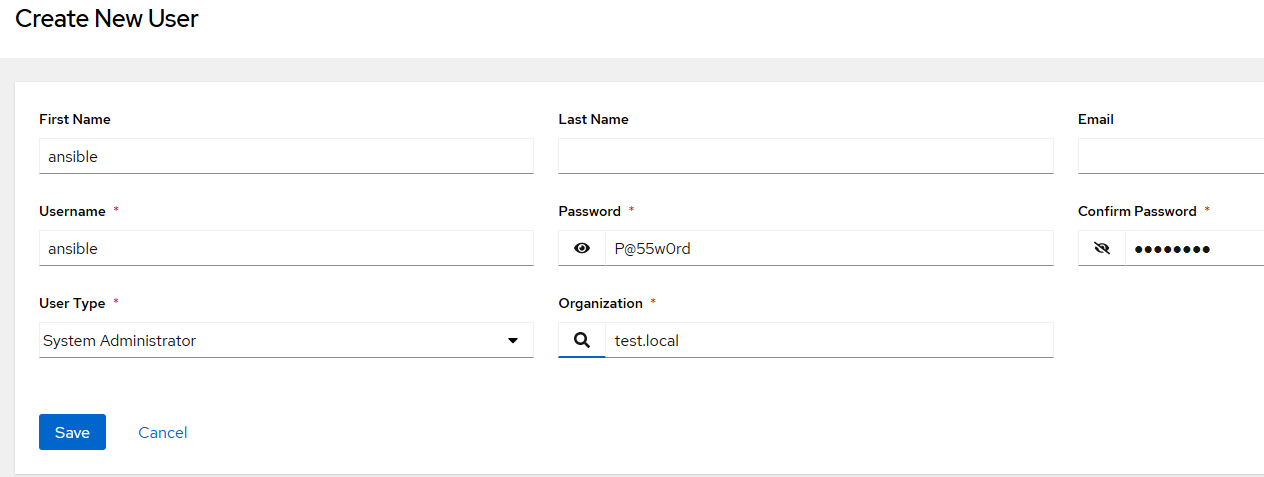 Create New User
First Name Last Name Email
ansible
Username * Password * Confirm Password *
ansible P@55w0rd ●●●●●●●●
User Type * Organization *
System Administrator test.local
Save Cancel